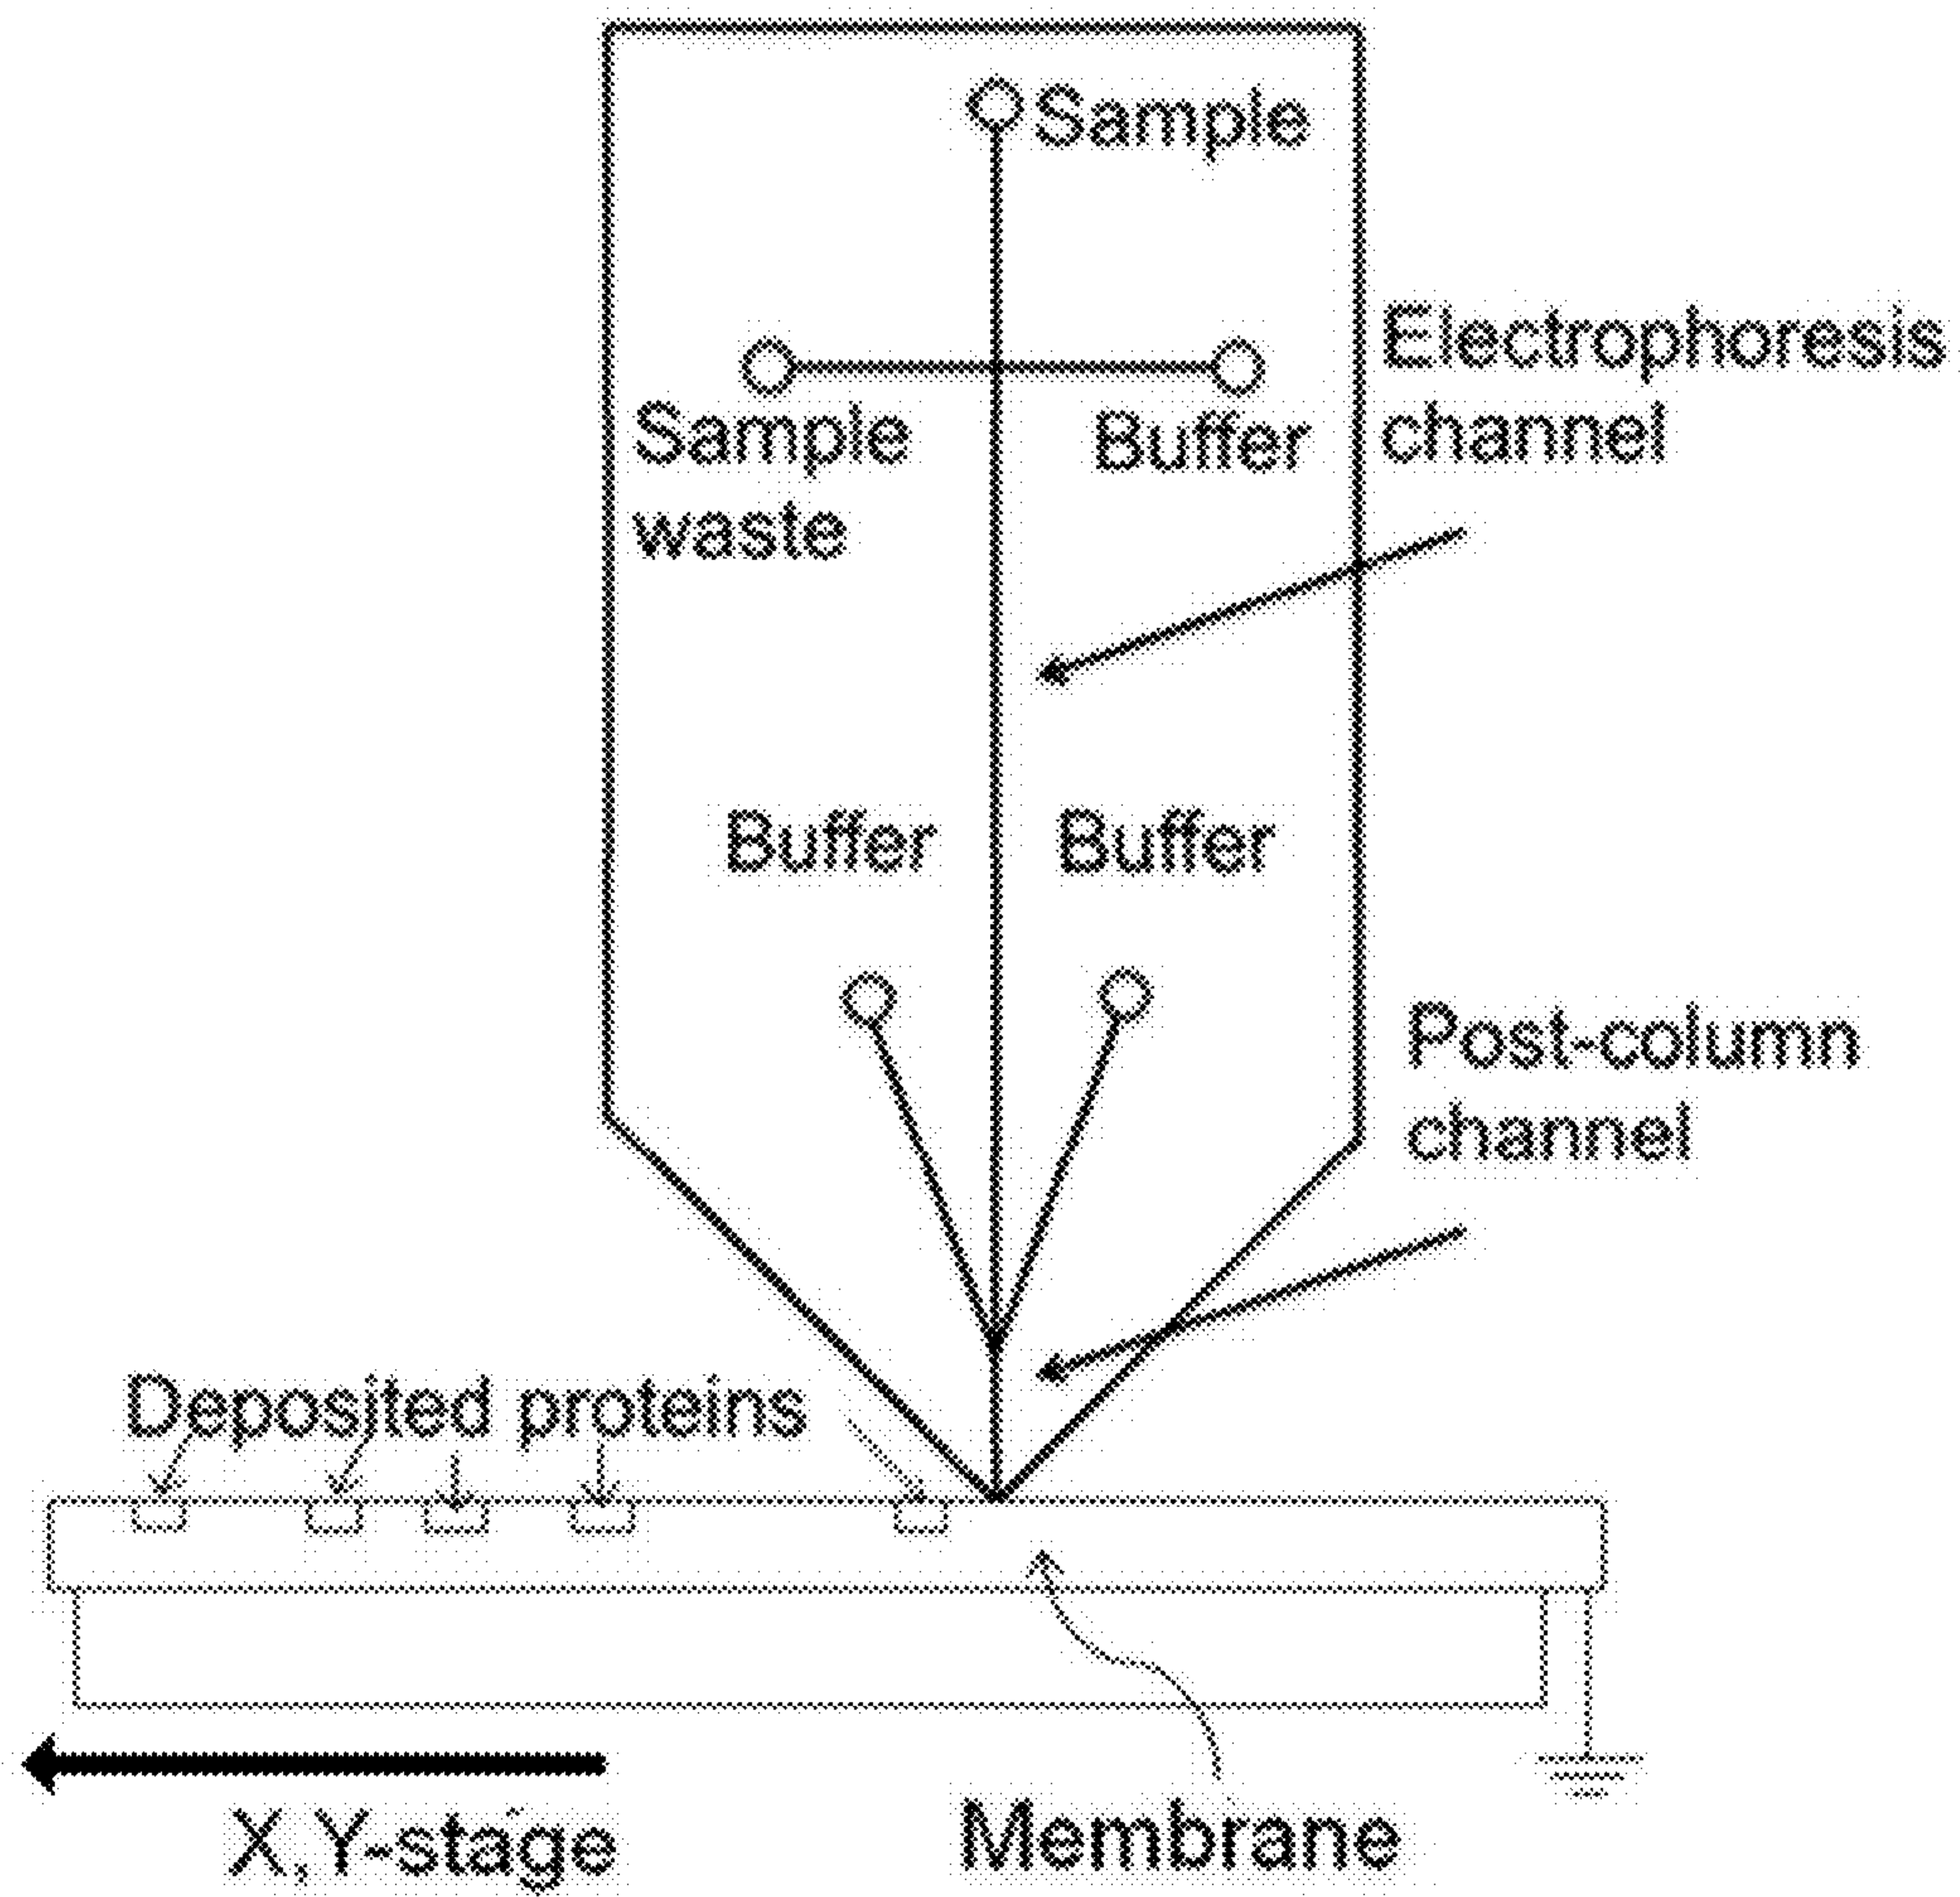 Sample
Electrophoresis
channel
Sample
waste
Buffer
Buffer
Buffer
Post-column
channel
Deposited proteins
X,Y-stage
Membrane